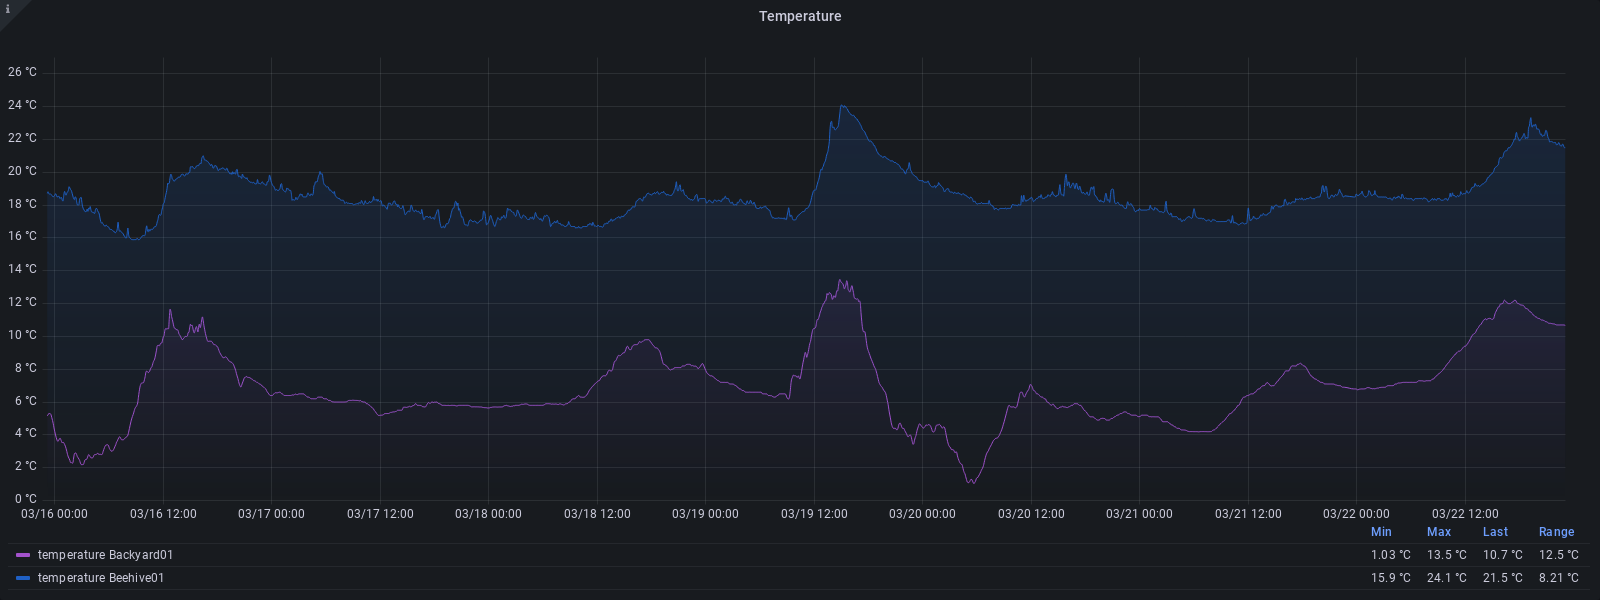 i
Temperature
26 °C
24 °C
22 °C
20 °C
18 °C
16 °C
14 °C
12 °C
10 °C
8 °C
6 °C
4 °C
2 °C
0 °C
03/16 00:00 03/16 12:00 03/17 00:00 03/17 12:00 03/18 00:00 03/18 12:00 03/19 00:00 03/19 12:00 03/20 00:00 03/20 12:00 03/21 00:00 03/21 12:00 03/22 00:00 03/22 12:00
Min Max Last Range
temperature Backyard01 1.03 °C 13.5 °C 10.7 °C 12.5 °C
temperature Beehive01 15.9 °C 24.1 °C 21.5 °C 8.21 °C